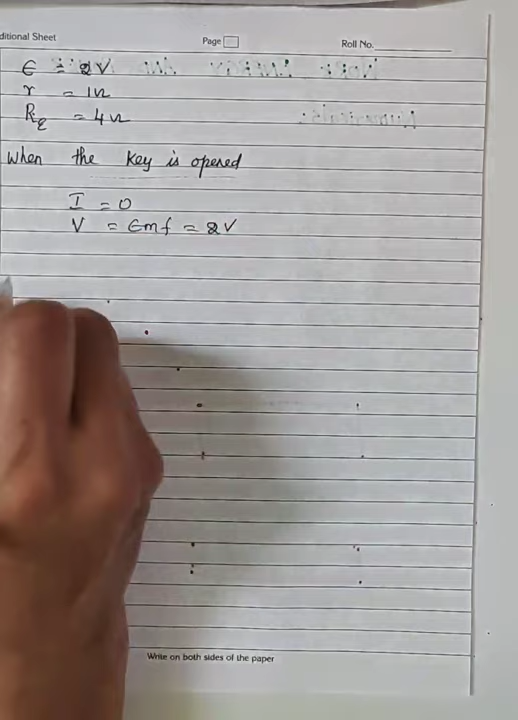 ditional Sheet
Page
Roll No.
ε = 2V
r = 1Ω
R = 4Ω
When the key is opened
I = 0
V = Emf = 2V
Write on both sides of the paper